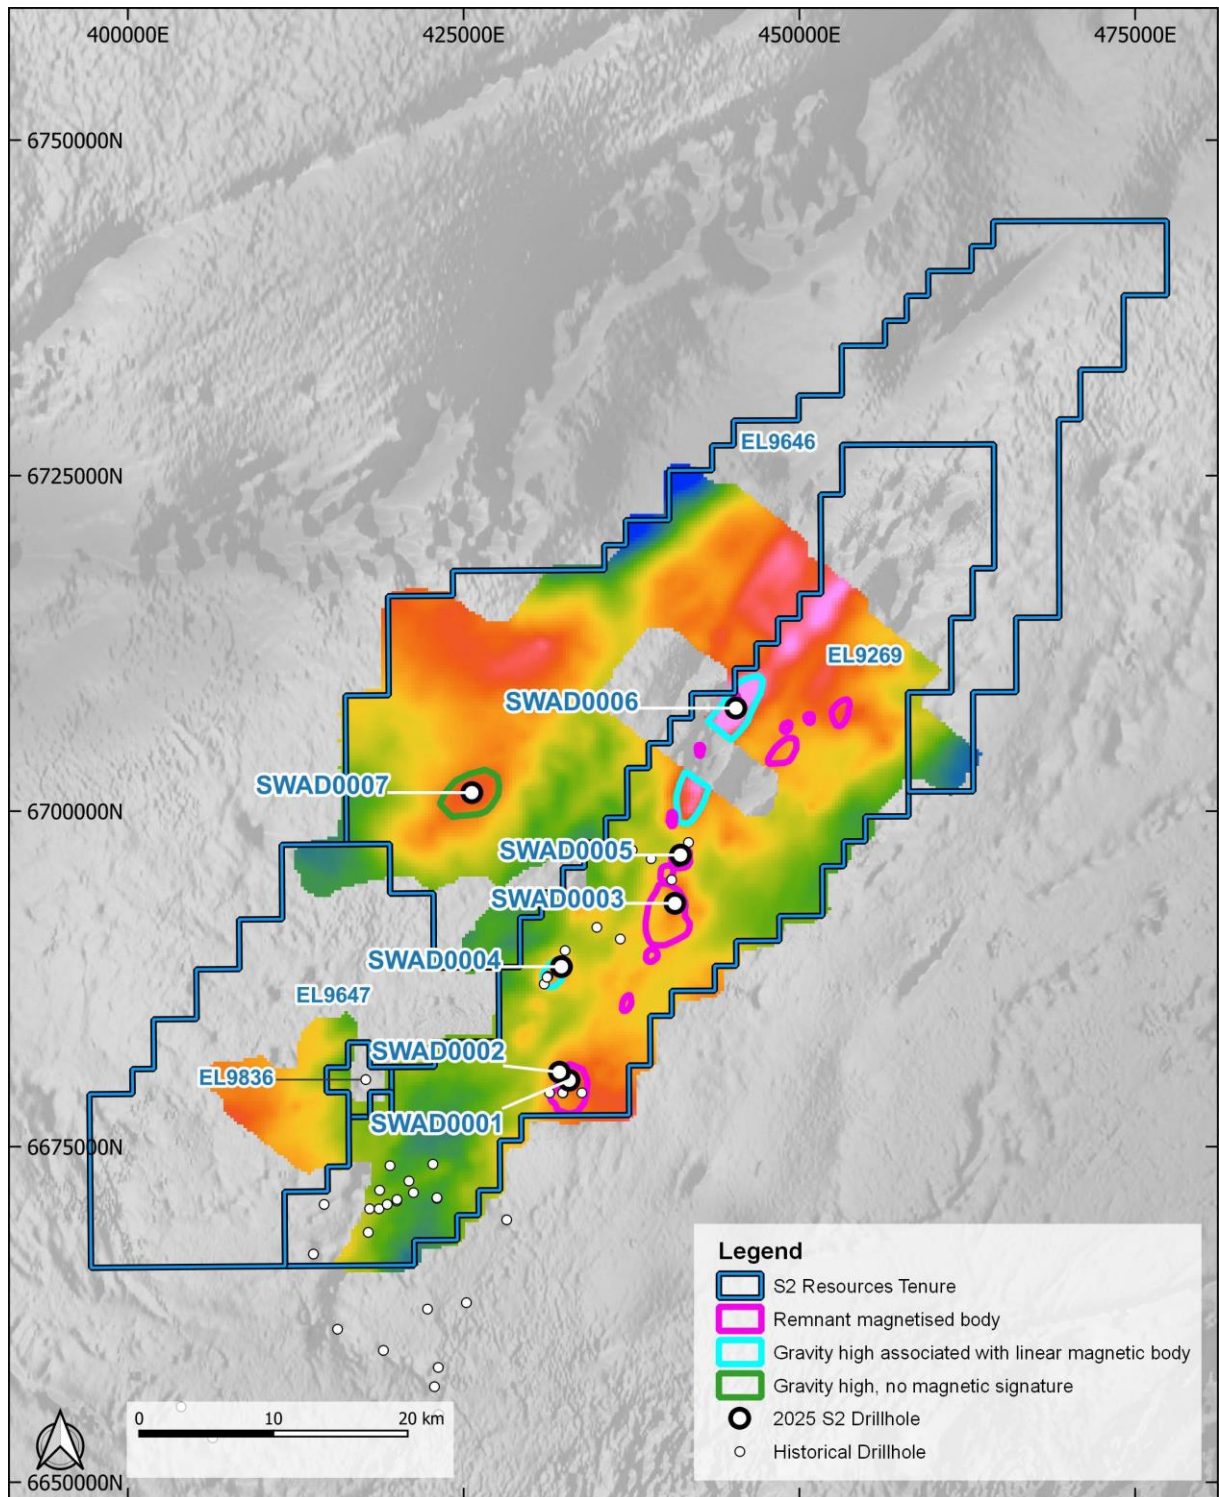 400000E 425000E 450000E 475000E
6750000N
EL9646
6725000N
EL9269
SWAD0006
SWAD0007
6700000N
SWAD0005
SWAD0003
SWAD0004
EL9647
SWAD0002
EL9836
SWAD0001
6675000N
Legend
S2 Resources Tenure
Remnant magnetised body
Gravity high associated with linear magnetic body
Gravity high, no magnetic signature
2025 S2 Drillhole
Historical Drillhole
0 10 20 km
6650000N